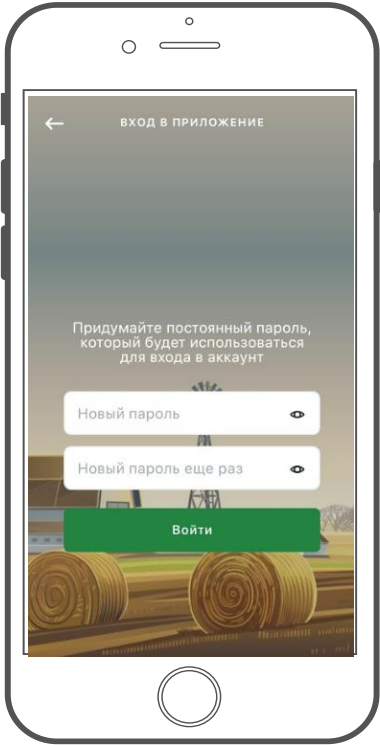 ВХОД В ПРИЛОЖЕНИЕ
Придумайте постоянный пароль,
который будет использоваться
для входа в аккаунт
Новый пароль
Новый пароль еще раз
Войти